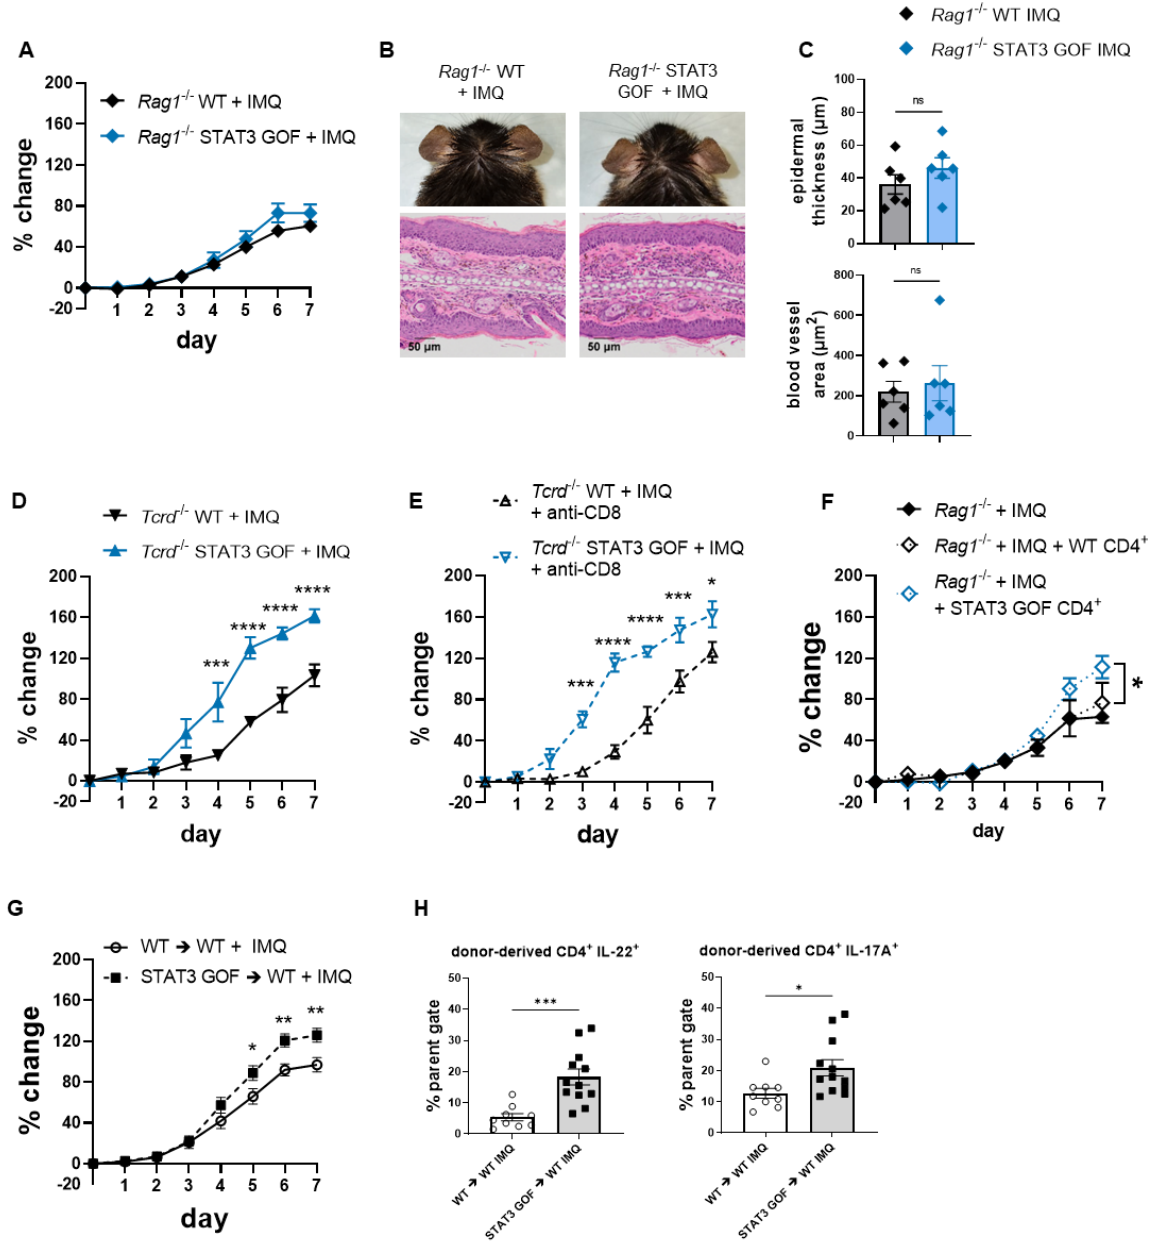 Rag1-/- WT IMQ
Rag1-/- STAT3 GOF IMQ
A
200
160
120
80
40
0
-20
% change
Rag1-/- WT + IMQ
Rag1-/- STAT3 GOF + IMQ
1 2 3 4 5 6 7
day
B
Rag1-/- WT
+ IMQ
Rag1-/- STAT3
GOF + IMQ
50 µm
50 µm
C
100
80
60
40
20
0
epidermal
thickness (µm)
ns
800
600
400
200
0
blood vessel
area (µm2)
ns
D
Tcrd-/- WT + IMQ
Tcrd-/- STAT3 GOF + IMQ
200
160
120
80
40
0
-20
% change
*** **** **** ****
1 2 3 4 5 6 7
day
E
Tcrd-/- WT + IMQ
+ anti-CD8
Tcrd-/- STAT3 GOF + IMQ
+ anti-CD8
200
160
120
80
40
0
-20
% change
*** **** **** *** *
1 2 3 4 5 6 7
day
F
Rag1-/- + IMQ
Rag1-/- + IMQ + WT CD4+
Rag1-/- + IMQ
+ STAT3 GOF CD4+
200
160
120
80
40
0
-20
% change
*
1 2 3 4 5 6 7
day
G
WT ➔ WT + IMQ
STAT3 GOF ➔ WT + IMQ
200
160
120
80
40
0
-20
% change
* ** **
1 2 3 4 5 6 7
day
H
donor-derived CD4+ IL-22+
50
40
30
20
10
0
% parent gate
***
WT ➔ WT IMQ
STAT3 GOF ➔ WT IMQ
donor-derived CD4+ IL-17A+
50
40
30
20
10
0
% parent gate
*
WT ➔ WT IMQ
STAT3 GOF ➔ WT IMQ